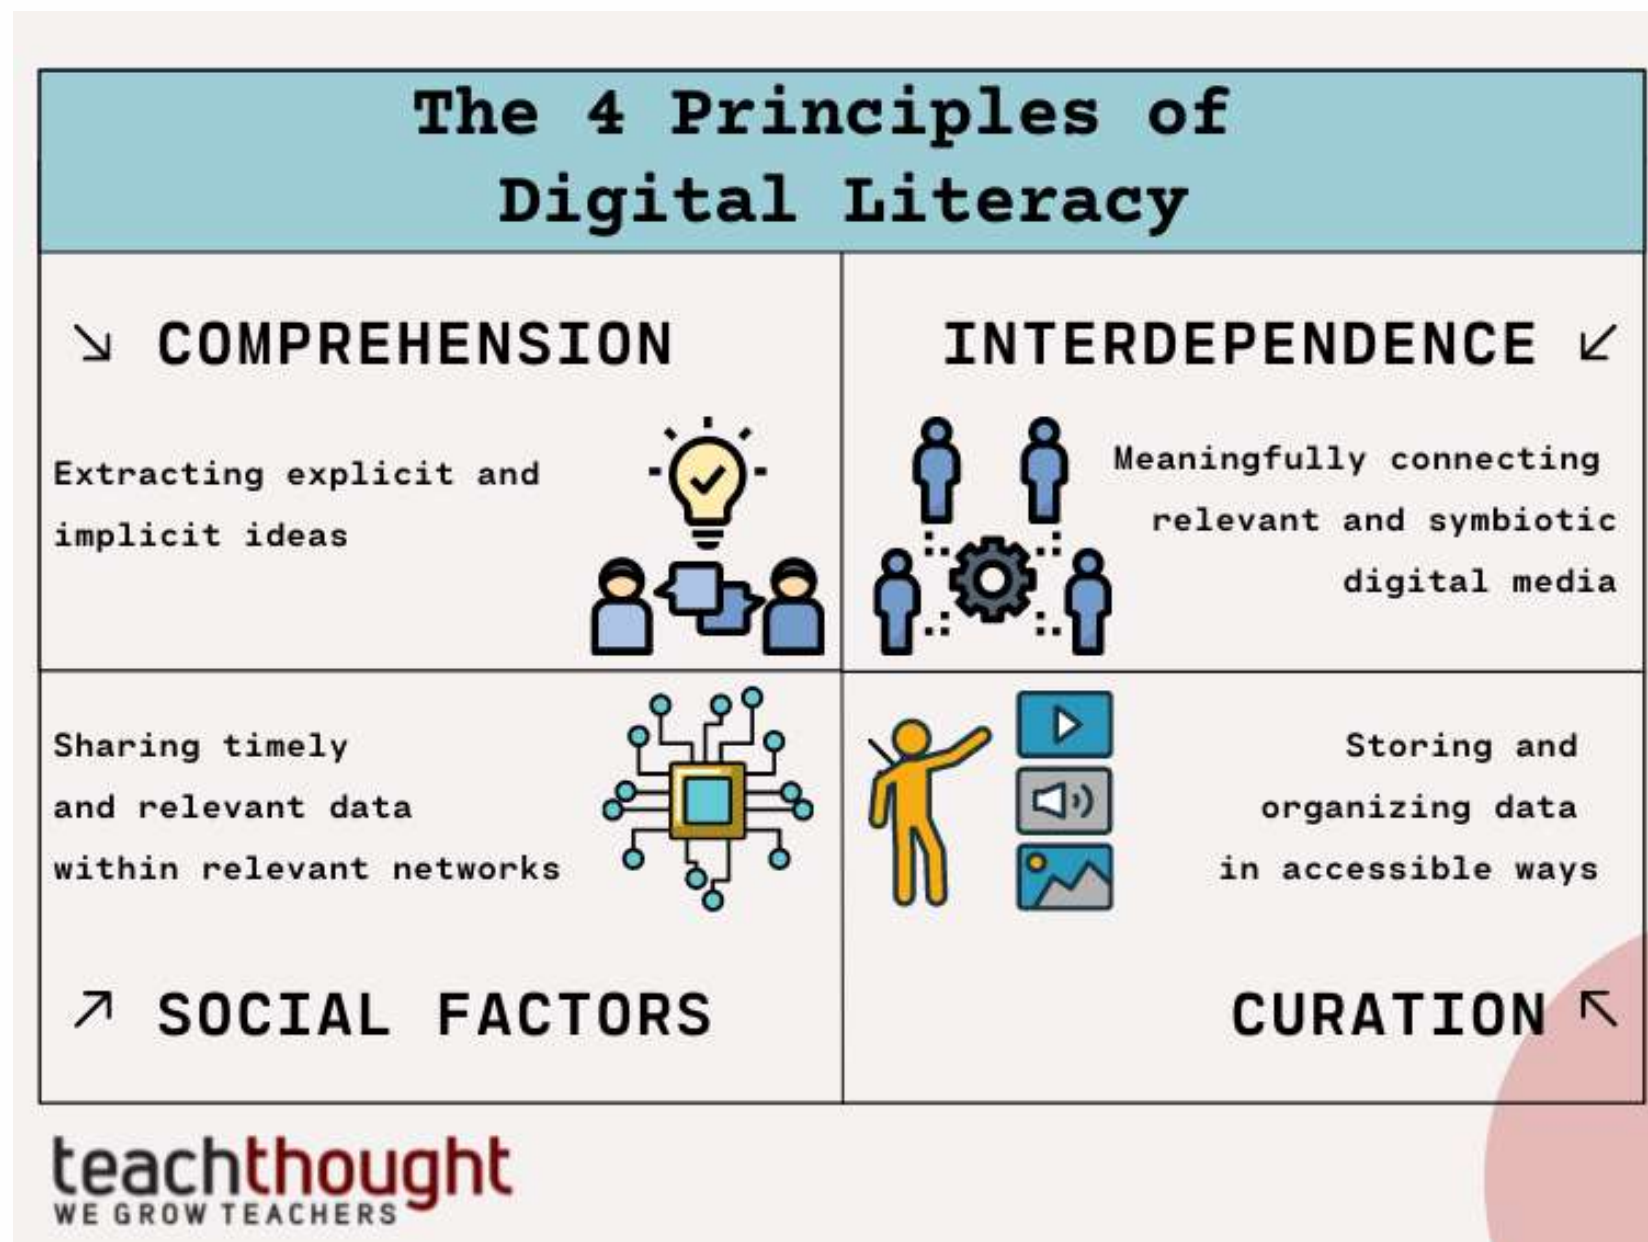 The 4 Principles of
Digital Literacy
↘ COMPREHENSION
Extracting explicit and
implicit ideas
INTERDEPENDENCE ↙
Meaningfully connecting
relevant and symbiotic
digital media
Sharing timely
and relevant data
within relevant networks
↗ SOCIAL FACTORS
Storing and
organizing data
in accessible ways
CURATION ↖
teachthought
WE GROW TEACHERS